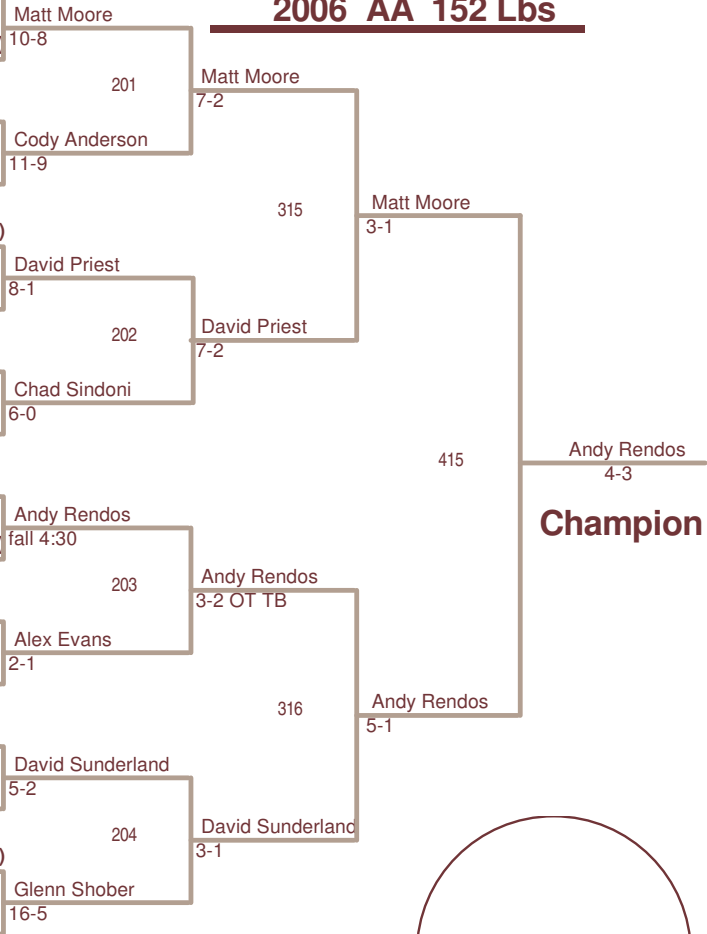 2006 AA 152 Lbs
Matt Moore
10-8
201
Matt Moore
7-2
Cody Anderson
11-9
315
Matt Moore
3-1
)
David Priest
8-1
202
David Priest
7-2
Chad Sindoni
6-0
415
Andy Rendos
4-3
Champion
Andy Rendos
fall 4:30
203
Andy Rendos
3-2 OT TB
Alex Evans
2-1
316
Andy Rendos
5-1
David Sunderland
5-2
204
David Sunderland
3-1
)
Glenn Shober
16-5